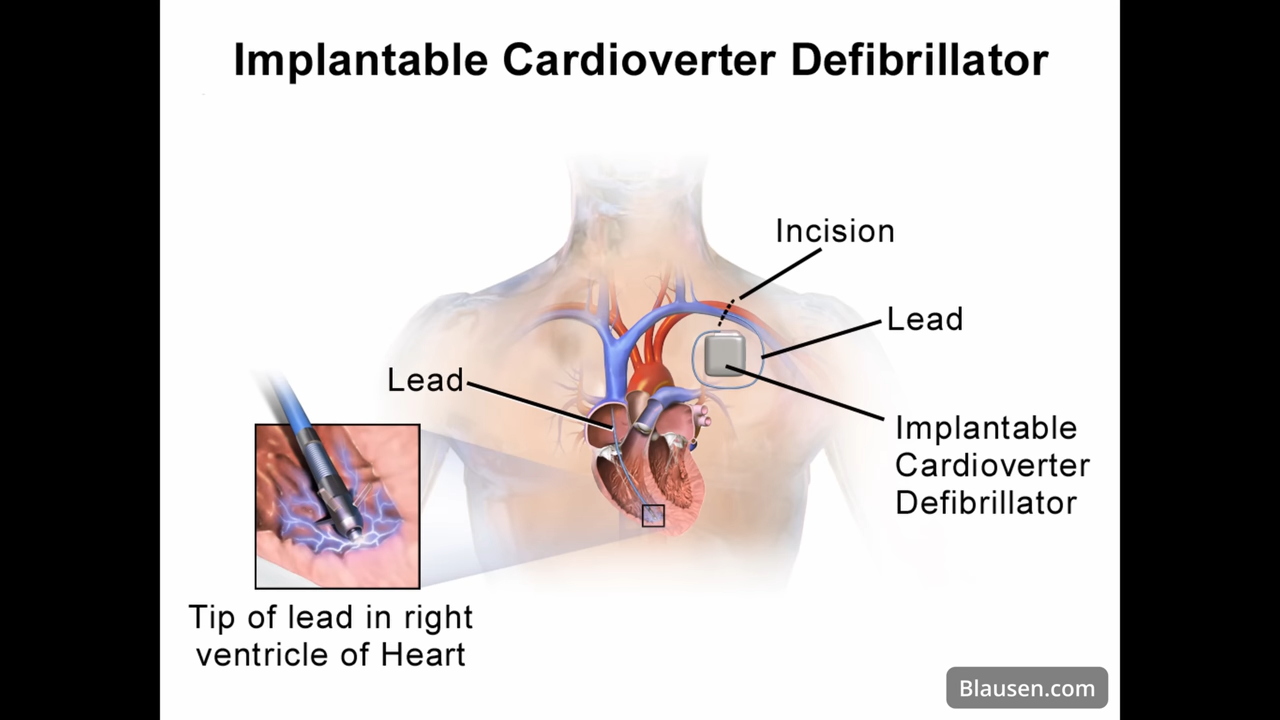 Implantable Cardioverter Defibrillator
Incision
Lead
Lead
Implantable
Cardioverter
Defibrillator
Tip of lead in right
ventricle of Heart
Blausen.com